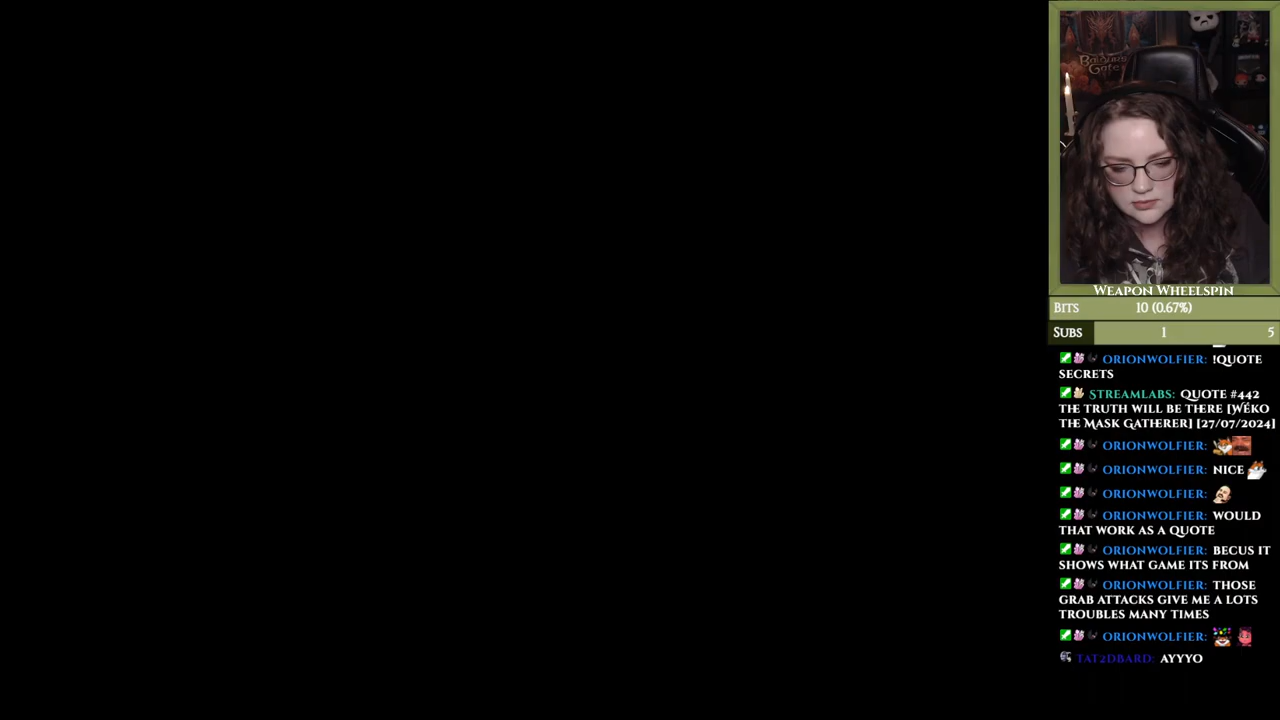 Baldur's
Gate
Weapon Wheelspin
Bits 10 (0.67%)
Subs 1 5
ORIONWOLFIER: !QUOTE
SECRETS
STREAMLABS: QUOTE #442
THE TRUTH WILL BE THERE [WÉKO
THE MASK GATHERER] [27/07/2024]
ORIONWOLFIER:
ORIONWOLFIER: NICE
ORIONWOLFIER:
ORIONWOLFIER: WOULD
THAT WORK AS A QUOTE
ORIONWOLFIER: BECUS IT
SHOWS WHAT GAME ITS FROM
ORIONWOLFIER: THOSE
GRAB ATTACKS GIVE ME A LOTS
TROUBLES MANY TIMES
ORIONWOLFIER:
TAT2DBARD: AYYYO